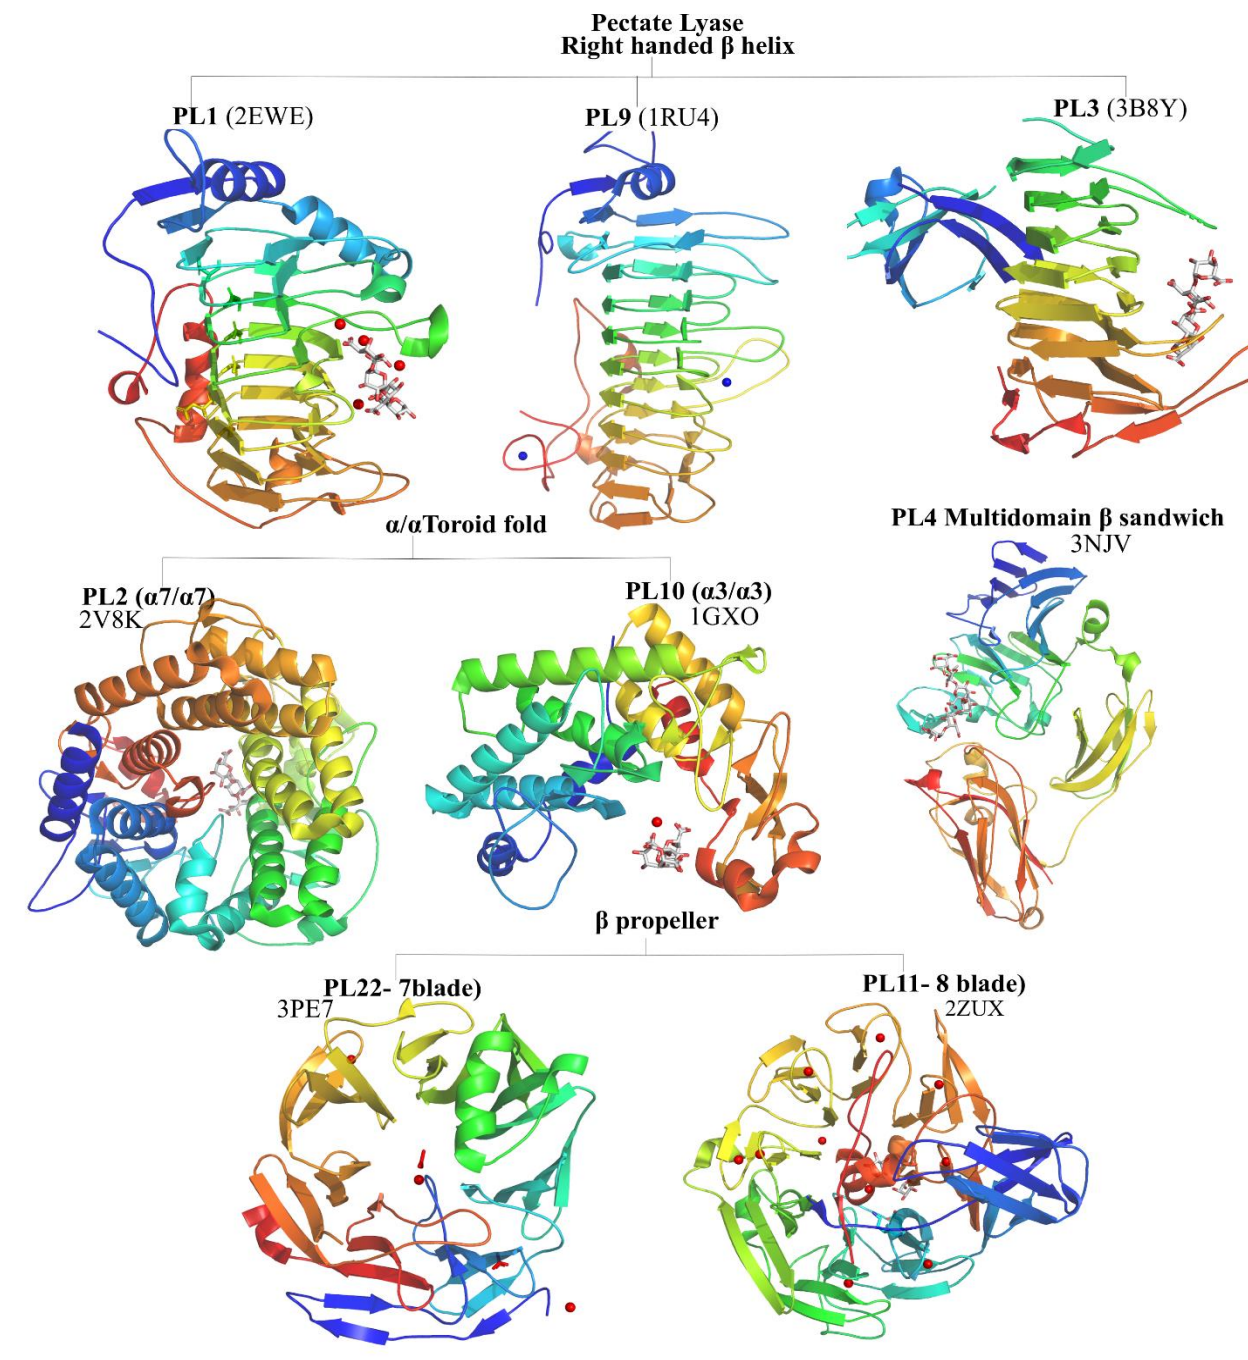 Pectate Lyase
Right handed β helix
PL1 (2EWE)
PL9 (1RU4)
PL3 (3B8Y)
α/αToroid fold
PL4 Multidomain β sandwich
3NJV
PL2 (α7/α7)
2V8K
PL10 (α3/α3)
1GXO
β propeller
PL22- 7blade)
3PE7
PL11- 8 blade)
2ZUX